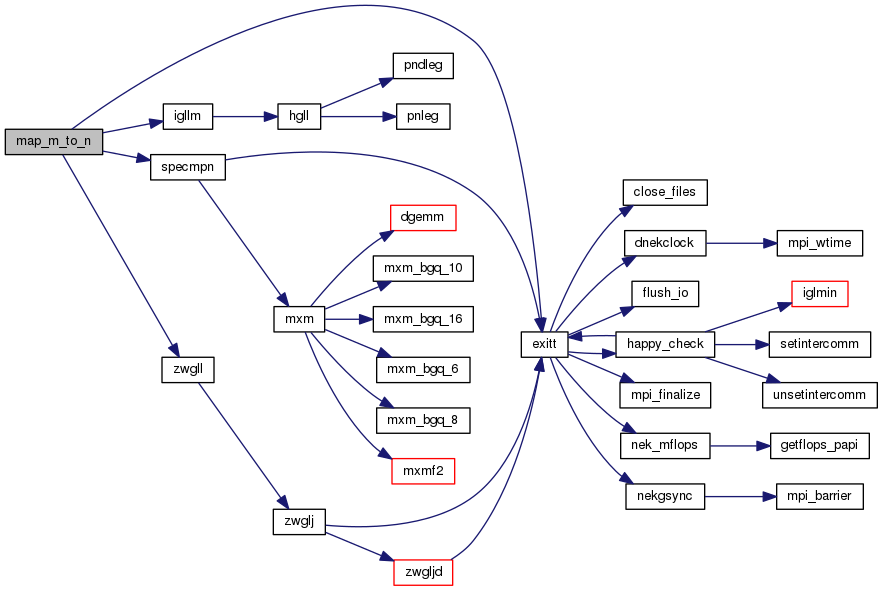 map_m_to_n
igllm
hgll
pndleg
pnleg
specmpn
mxm
dgemm
mxm_bgq_10
mxm_bgq_16
mxm_bgq_6
mxm_bgq_8
mxmf2
zwgll
zwglj
zwgljd
exitt
close_files
dnekclock
mpi_wtime
flush_io
happy_check
iglmin
setintercomm
unsetintercomm
mpi_finalize
nek_mflops
getflops_papi
nekgsync
mpi_barrier